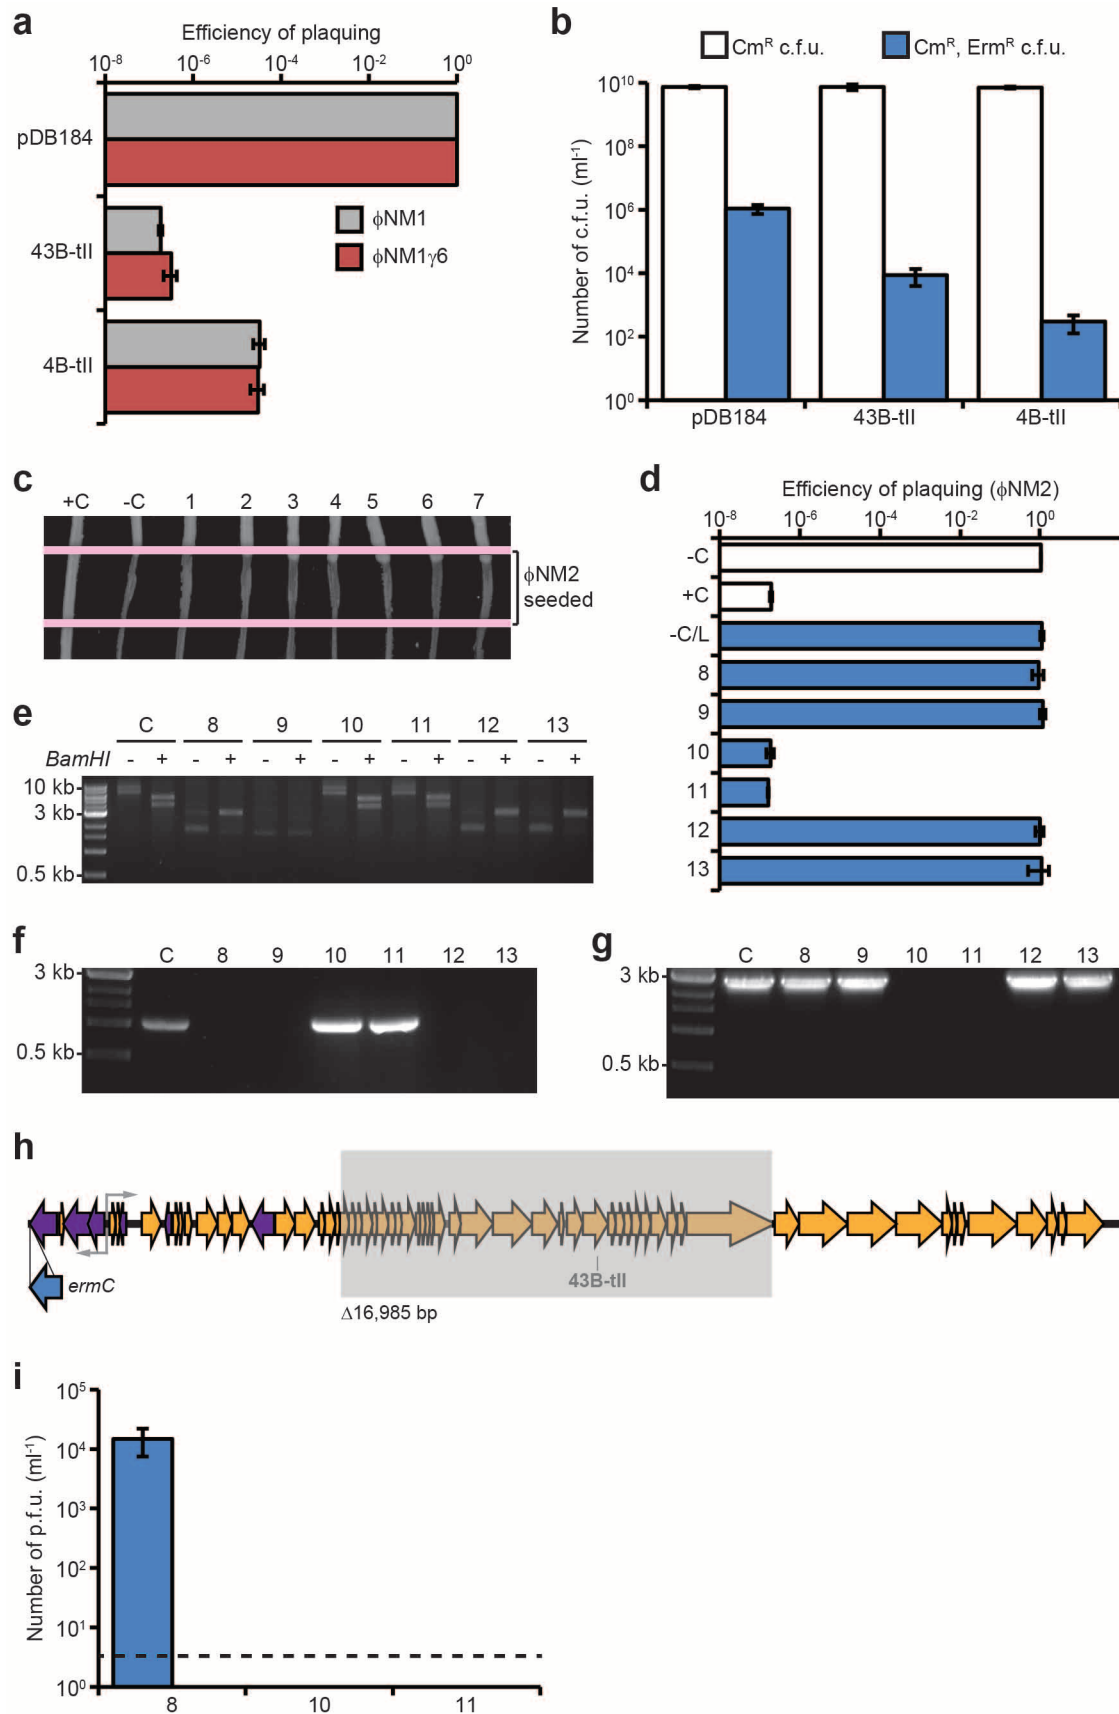 a
Efficiency of plaquing
10⁻⁸ 10⁻⁶ 10⁻⁴ 10⁻² 10⁰
pDB184
43B-tII
4B-tII
ϕNM1
ϕNM1γ6
b
Cmᴿ c.f.u.
Cmᴿ, Ermᴿ c.f.u.
Number of c.f.u. (ml⁻¹)
10¹⁰
10⁸
10⁶
10⁴
10²
10⁰
pDB184 43B-tII 4B-tII
c
+C -C 1 2 3 4 5 6 7
ϕNM2
seeded
d
Efficiency of plaquing (ϕNM2)
10⁻⁸ 10⁻⁶ 10⁻⁴ 10⁻² 10⁰
-C
+C
-C/L
8
9
10
11
12
13
e
C 8 9 10 11 12 13
BamHI - + - + - + - + - + - + - +
10 kb
3 kb
0.5 kb
f
C 8 9 10 11 12 13
3 kb
0.5 kb
g
C 8 9 10 11 12 13
3 kb
0.5 kb
h
ermC
43B-tII
Δ16,985 bp
i
Number of p.f.u. (ml⁻¹)
10⁵
10⁴
10³
10²
10¹
10⁰
8 10 11